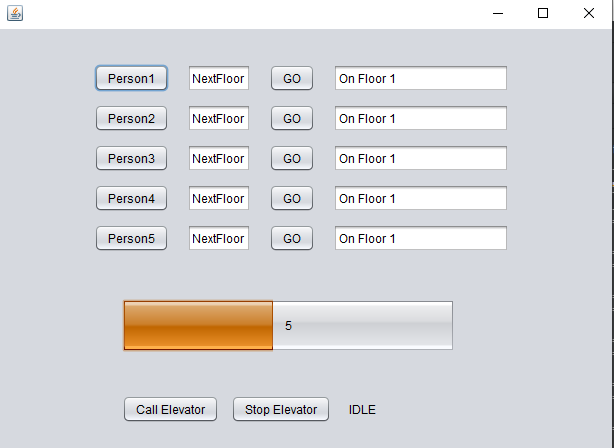 Person1 NextFloor GO On Floor 1
Person2 NextFloor GO On Floor 1
Person3 NextFloor GO On Floor 1
Person4 NextFloor GO On Floor 1
Person5 NextFloor GO On Floor 1
5
Call Elevator Stop Elevator IDLE